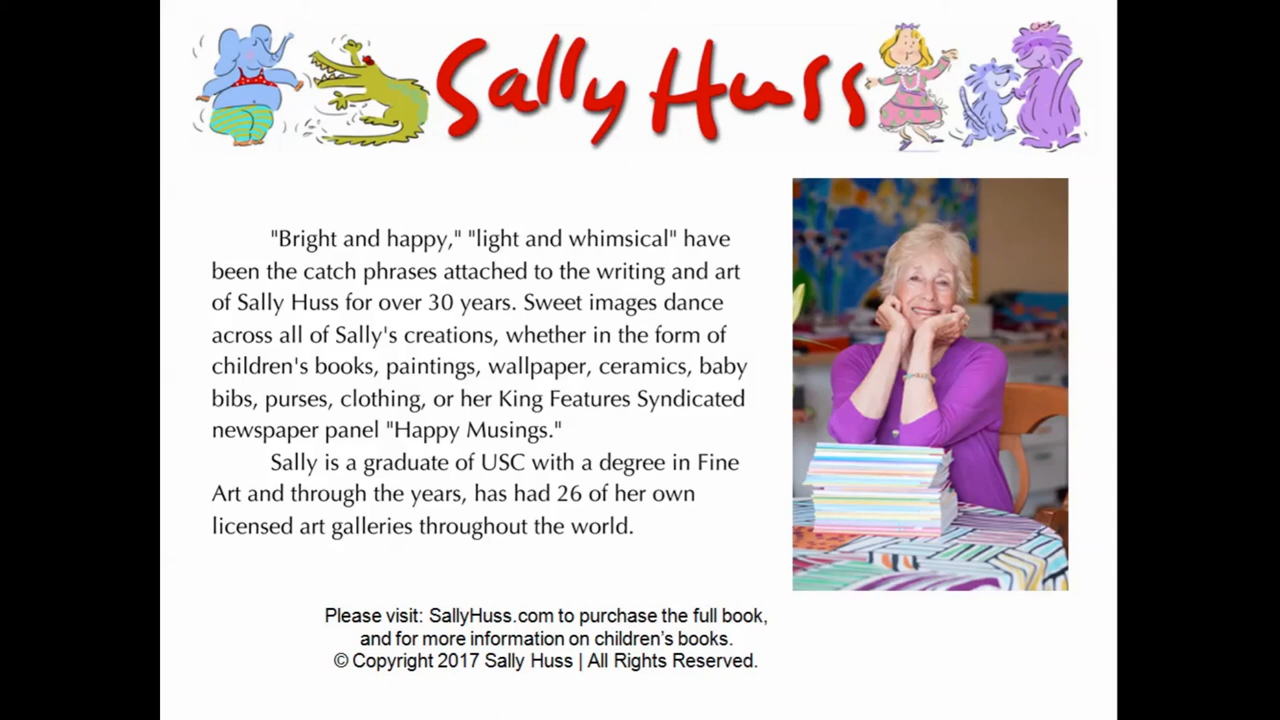 Sally Huss
"Bright and happy," "light and whimsical" have
been the catch phrases attached to the writing and art
of Sally Huss for over 30 years. Sweet images dance
across all of Sally's creations, whether in the form of
children's books, paintings, wallpaper, ceramics, baby
bibs, purses, clothing, or her King Features Syndicated
newspaper panel "Happy Musings."
Sally is a graduate of USC with a degree in Fine
Art and through the years, has had 26 of her own
licensed art galleries throughout the world.
Please visit: SallyHuss.com to purchase the full book,
and for more information on children’s books.
© Copyright 2017 Sally Huss | All Rights Reserved.